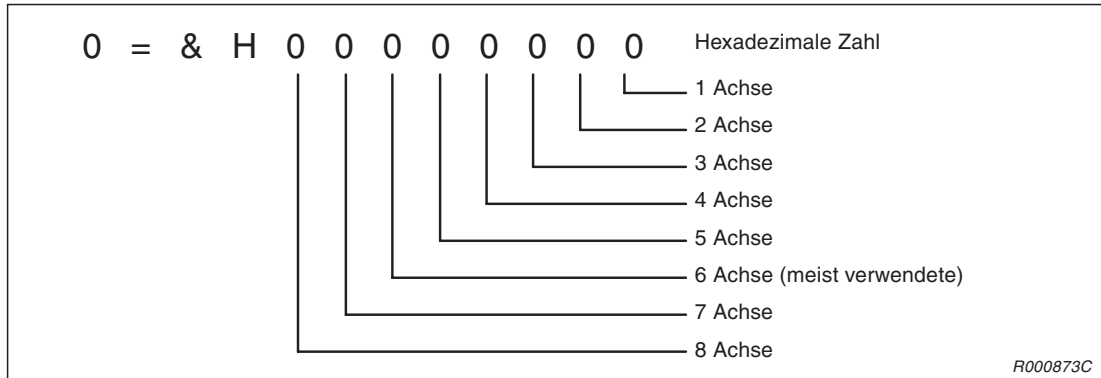 0 = & H 0 0 0 0 0 0 0 0 Hexadezimale Zahl
1 Achse
2 Achse
3 Achse
4 Achse
5 Achse
6 Achse (meist verwendete)
7 Achse
8 Achse
R000873C